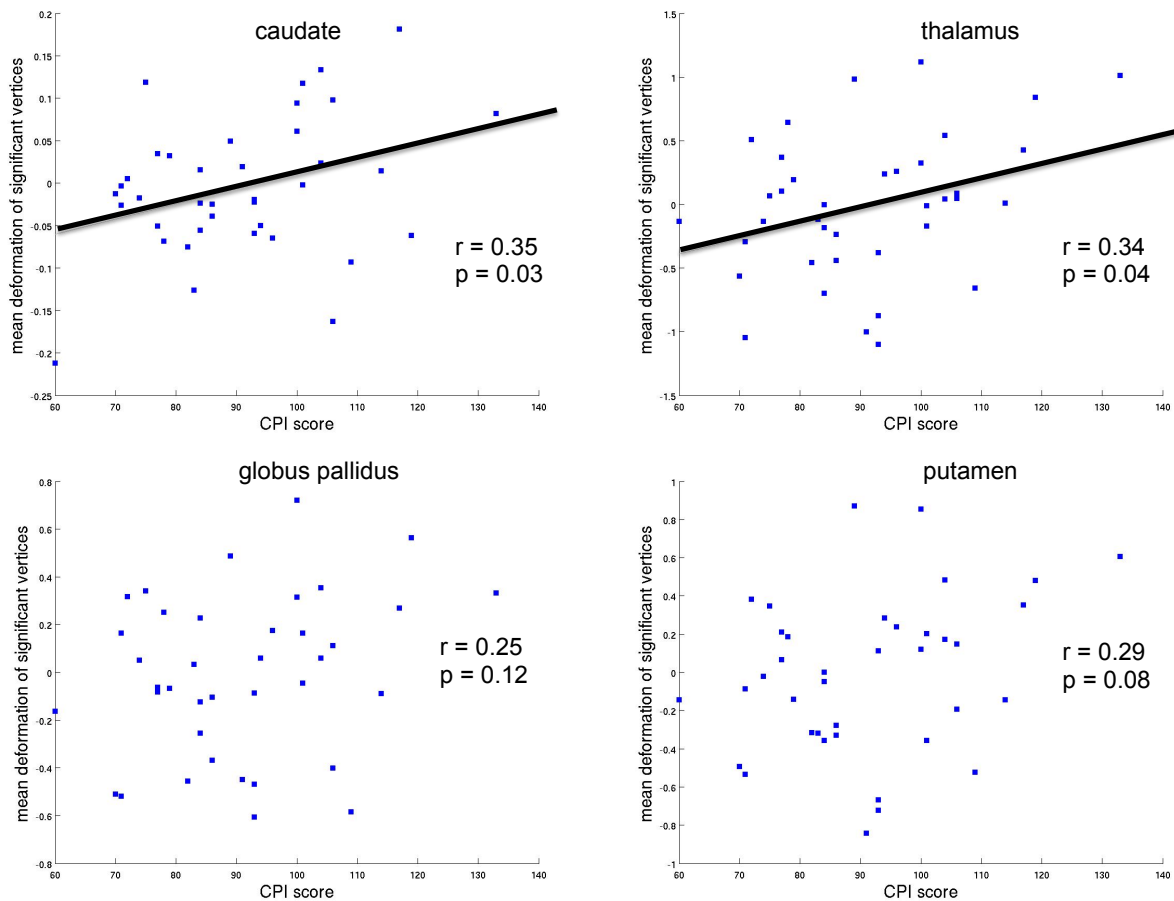 caudate
mean deformation of significant vertices
0.2
0.15
0.1
0.05
0
-0.05
-0.1
-0.15
-0.2
-0.25
r = 0.35
p = 0.03
60 70 80 90 100 110 120 130 140
CPI score
thalamus
mean deformation of significant vertices
1.5
1
0.5
0
-0.5
-1
-1.5
r = 0.34
p = 0.04
60 70 80 90 100 110 120 130 140
CPI score
globus pallidus
mean deformation of significant vertices
0.8
0.6
0.4
0.2
0
-0.2
-0.4
-0.6
-0.8
r = 0.25
p = 0.12
60 70 80 90 100 110 120 130 140
CPI score
putamen
mean deformation of significant vertices
1
0.8
0.6
0.4
0.2
0
-0.2
-0.4
-0.6
-0.8
-1
r = 0.29
p = 0.08
60 70 80 90 100 110 120 130 140
CPI score